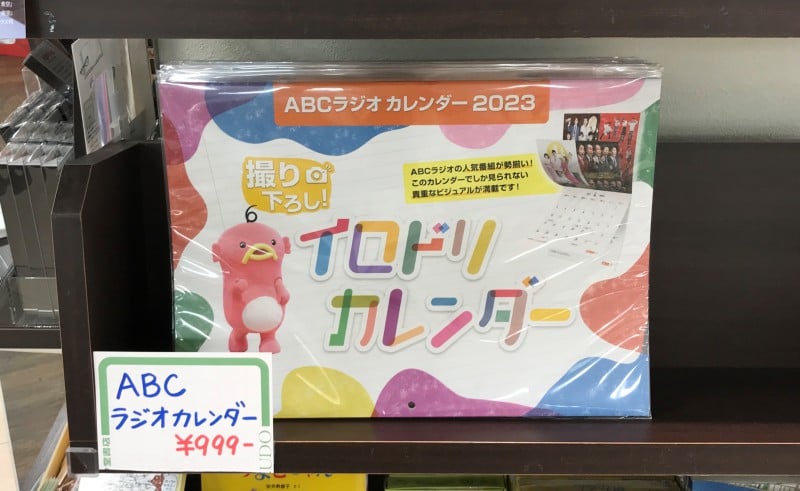 ABCラジオ カレンダー 2023
撮り
下ろし!
ABCラジオの人気番組が勢揃い!
このカレンダーでしか見られない
貴重なビジュアルが満載です!
イロドリ
カレンダー
ABC
ラジオカレンダー
¥999-
UDO